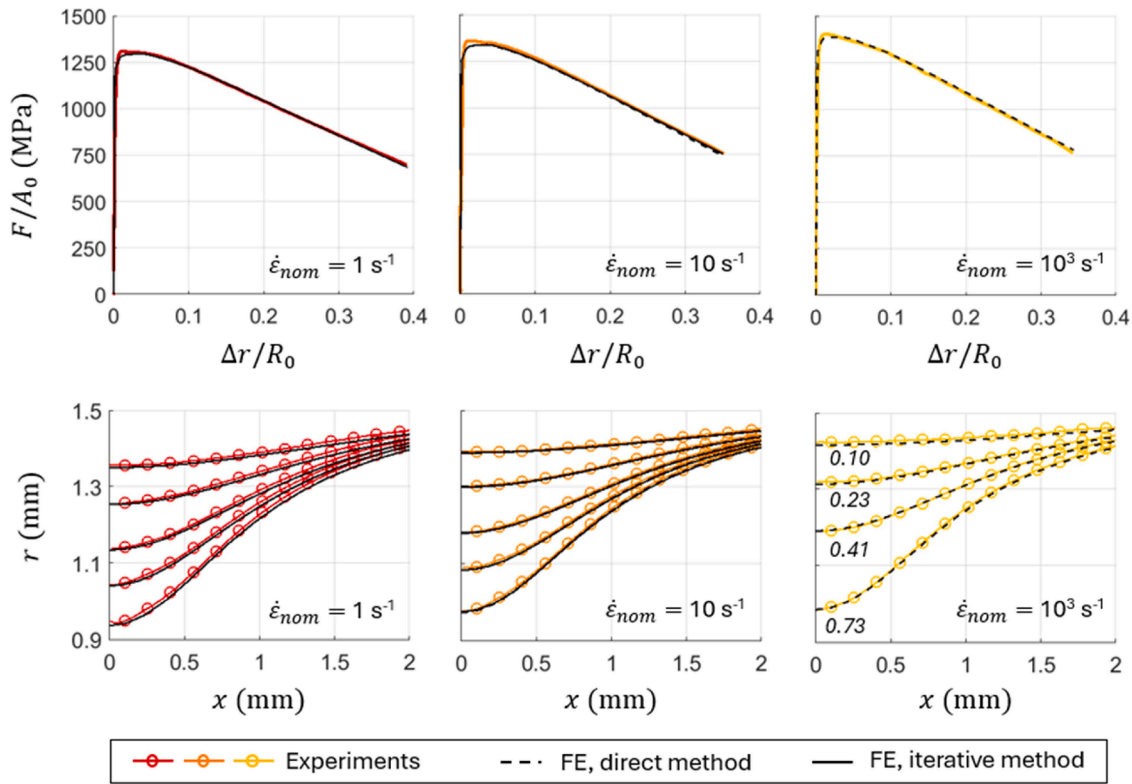 1500
1250
1000
750
500
250
0
F/A₀ (MPa)
ε̇nom = 1 s⁻¹
ε̇nom = 10 s⁻¹
ε̇nom = 10³ s⁻¹
0 0.1 0.2 0.3 0.4
0 0.1 0.2 0.3 0.4
0 0.1 0.2 0.3 0.4
Δr/R₀
Δr/R₀
Δr/R₀
1.5
1.3
1.1
0.9
r (mm)
0.10
0.23
0.41
0.73
ε̇nom = 1 s⁻¹
ε̇nom = 10 s⁻¹
ε̇nom = 10³ s⁻¹
0 0.5 1 1.5 2
0 0.5 1 1.5 2
0 0.5 1 1.5 2
x (mm)
x (mm)
x (mm)
Experiments
FE, direct method
FE, iterative method